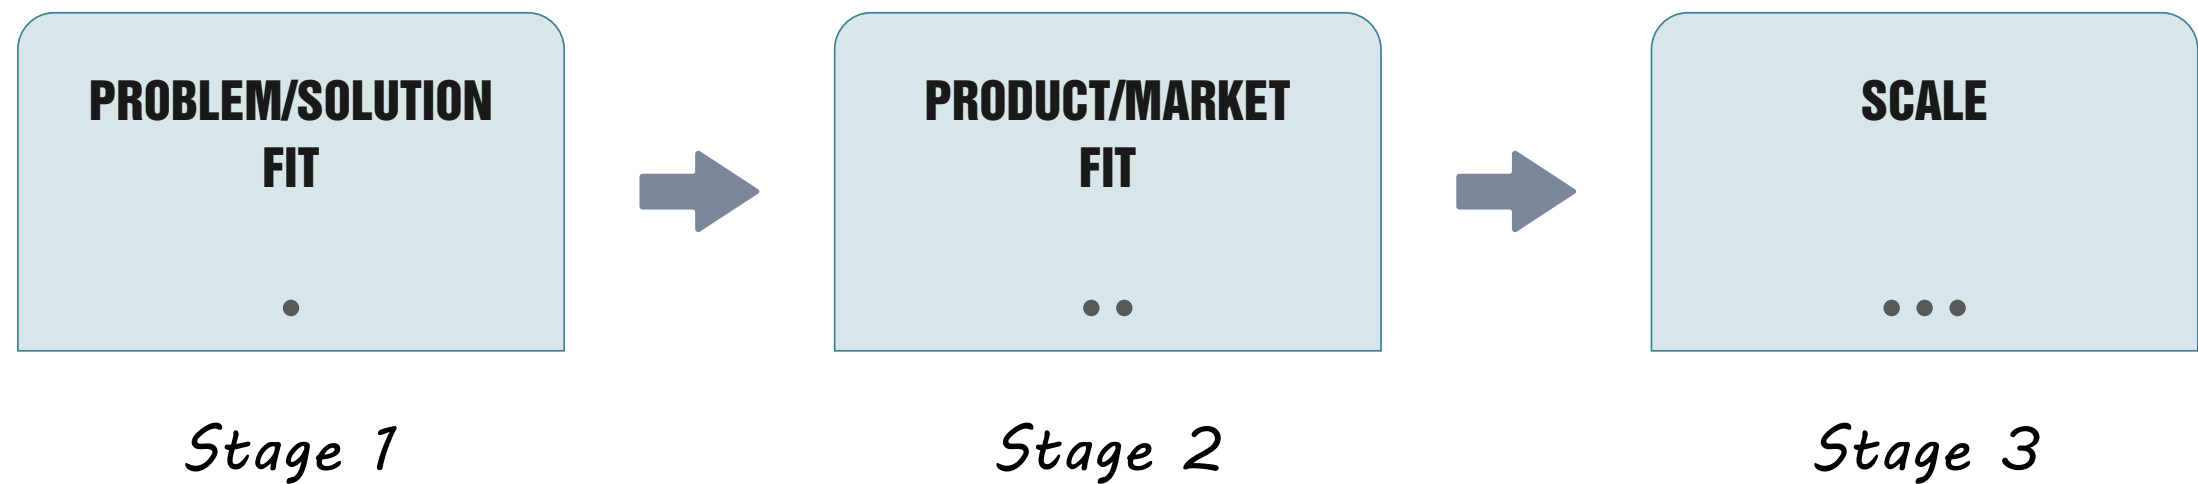 PROBLEM/SOLUTION
FIT
PRODUCT/MARKET
FIT
SCALE
Stage 1
Stage 2
Stage 3